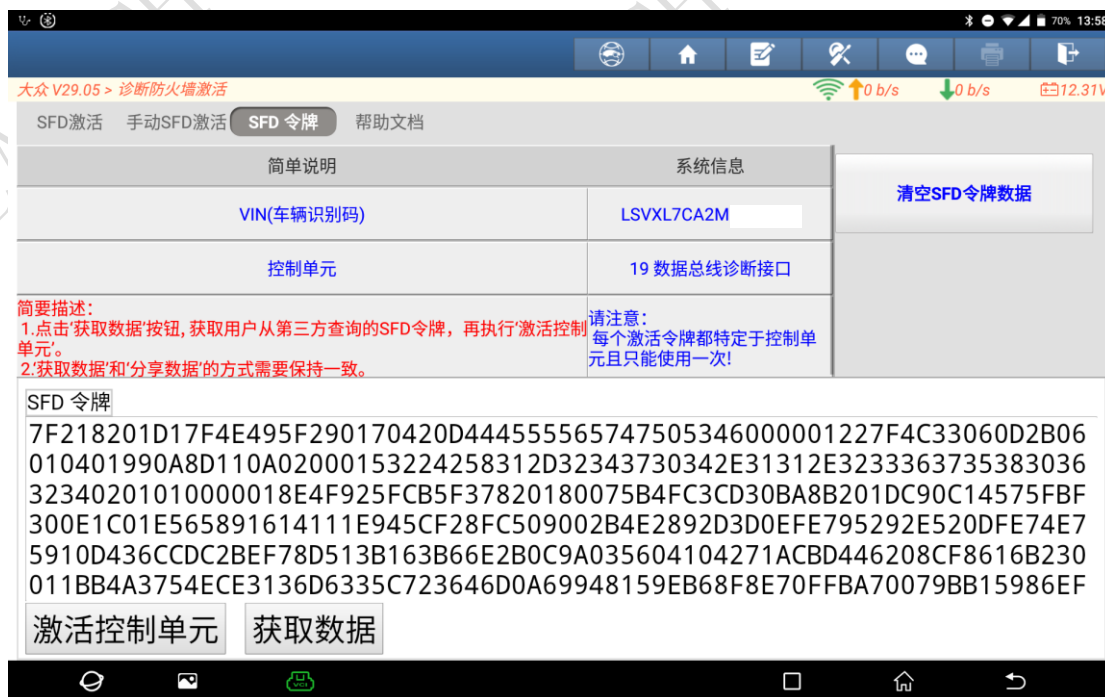 70% 13:58
大众 V29.05 > 诊断防火墙激活 0 b/s 0 b/s 12.31V
SFD激活 手动SFD激活 SFD 令牌 帮助文档
简单说明 系统信息
清空SFD令牌数据
VIN(车辆识别码) LSVXL7CA2M
控制单元 19 数据总线诊断接口
简要描述：
1.点击‘获取数据’按钮, 获取用户从第三方查询的SFD令牌，再执行‘激活控制
单元’。
2.‘获取数据’和‘分享数据’的方式需要保持一致。
请注意：
每个激活令牌都特定于控制单
元且只能使用一次!
SFD 令牌
7F218201D17F4E495F290170420D44455555657475053460000001227F4C33060D2B06
010401990A8D110A02000153224258312D32343730342E31312E32333637353830 36
32340201010000018E4F925FCB5F37820180075B4FC3CD30BA8B201DC90C14575FBF
300E1C01E565891614111E945CF28FC509002B4E2892D3D0EFE795292E520DFE74E7
5910D436CCDC2BEF78D513B163B66E2B0C9A035604104271ACBD446208CF8616B230
011BB4A3754ECE3136D6335C723646D0A69948159EB68F8E70FFBA70079BB15986EF
激活控制单元 获取数据
VCI